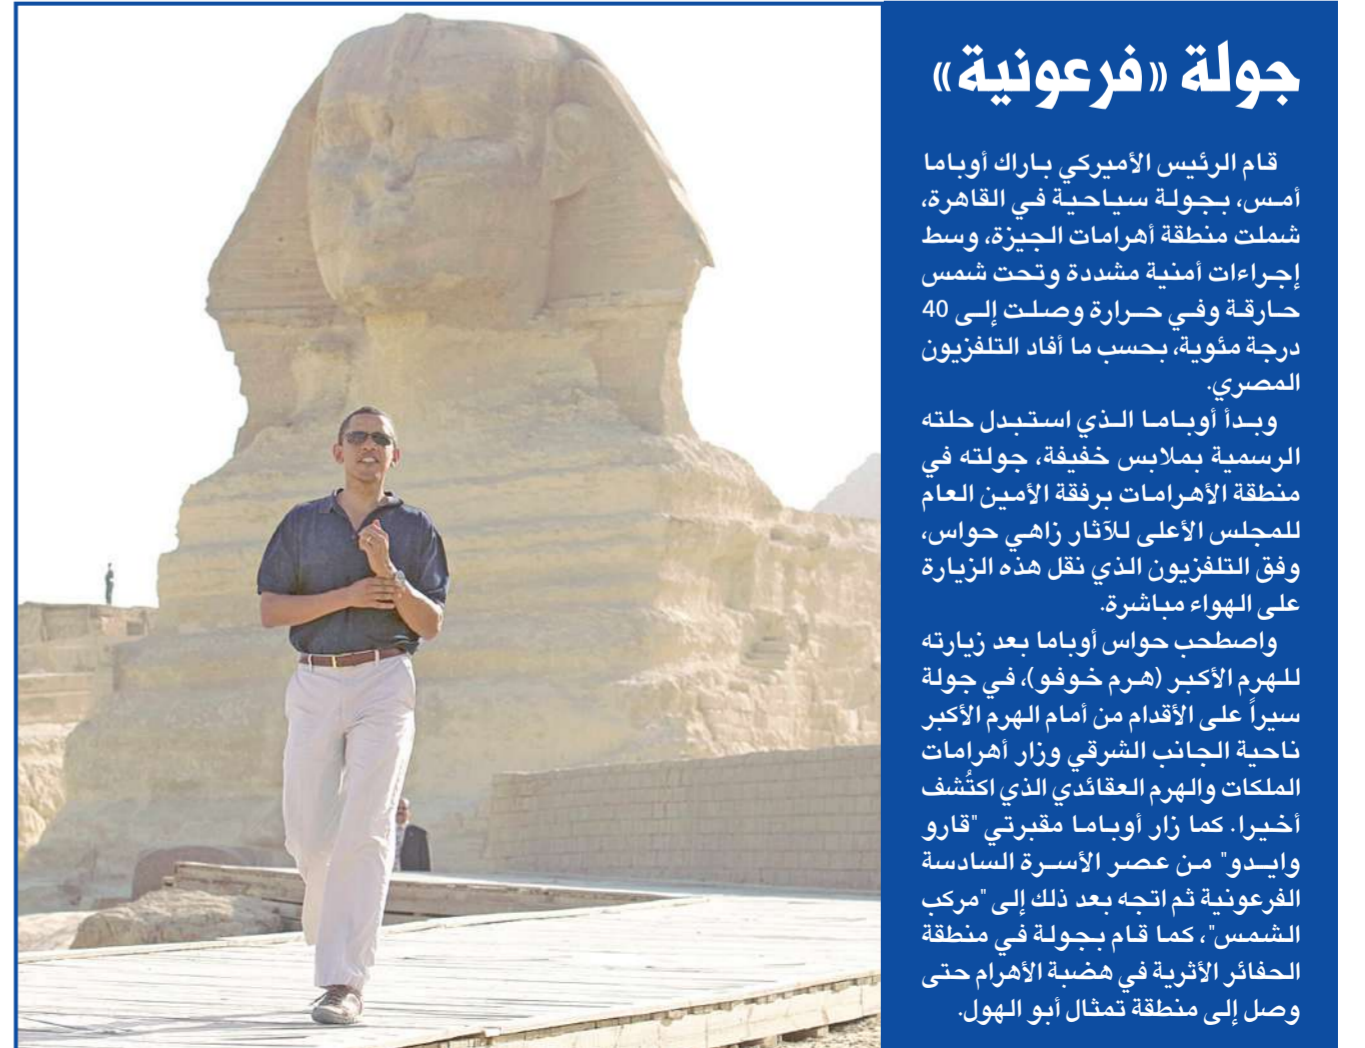 جولة «فرعونية»
قام الرئيس الأميركي باراك أوباما
أمس، بجولة سياحية في القاهرة،
شملت منطقة أهرامات الجيزة، وسط
إجراءات أمنية مشددة وتحت شمس
حارقة وفي حرارة وصلت إلى 40
درجة مئوية، بحسب ما أفاد التلفزيون
المصري.
وبدأ أوباما الذي استبدل حلته
الرسمية بملابس خفيفة، جولته في
منطقة الأهرامات برفقة الأمين العام
للمجلس الأعلى للآثار زاهي حواس،
وفق التلفزيون الذي نقل هذه الزيارة
على الهواء مباشرة.
واصطحب حواس أوباما بعد زيارته
للهرم الأكبر (هرم خوفو)، في جولة
سيراً على الأقدام من أمام الهرم الأكبر
ناحية الجانب الشرقي وزار أهرامات
الملكات والهرم العقائدي الذي اكتُشف
أخيرا. كما زار أوباما مقبرتي "قارو
وايدو" من عصر الأسرة السادسة
الفرعونية ثم اتجه بعد ذلك إلى "مركب
الشمس"، كما قام بجولة في منطقة
الحفائر الأثرية في هضبة الأهرام حتى
وصل إلى منطقة تمثال أبو الهول.